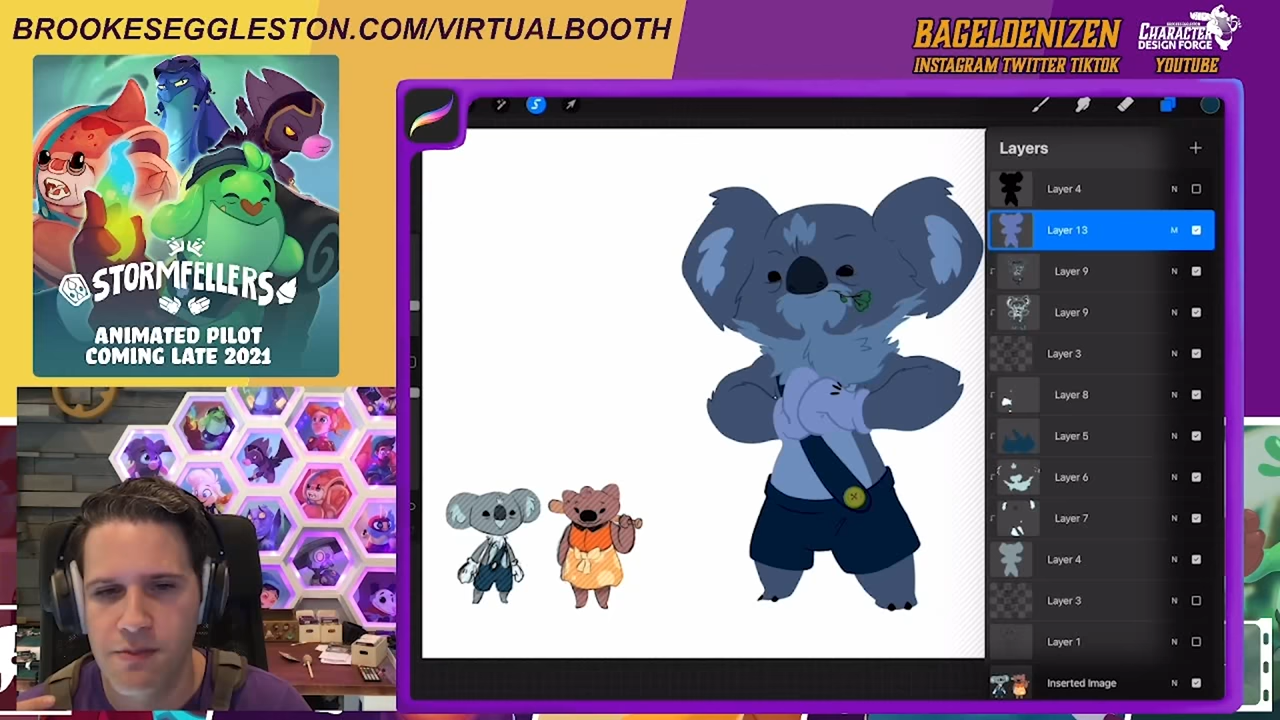 BROOKESEGGLESTON.COM/VIRTUALBOOTH
BAGELDENIZEN
INSTAGRAM TWITTER TIKTOK
BROOKESEGGLESTON
CHARACTER
DESIGN FORGE
YOUTUBE
STORMFELLERS
ANIMATED PILOT
COMING LATE 2021
Layers +
Layer 4 N
Layer 13 M
Layer 9 N
Layer 9 N
Layer 3 N
Layer 8 N
Layer 5 N
Layer 6 N
Layer 7 N
Layer 4 N
Layer 3 N
Layer 1 N
Inserted Image N